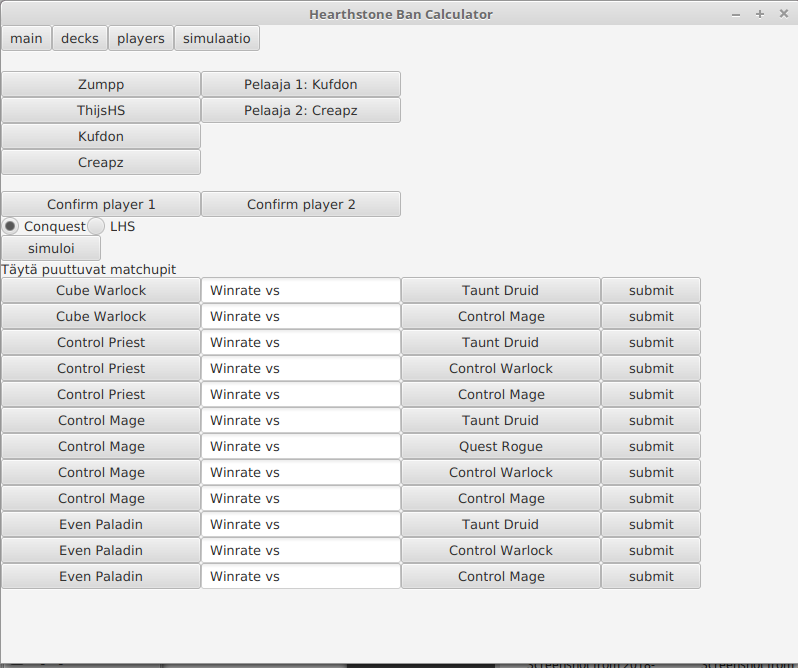 Hearthstone Ban Calculator
main decks players simulaatio
Zumpp Pelaaja 1: Kufdon
ThijsHS Pelaaja 2: Creapz
Kufdon
Creapz
Confirm player 1 Confirm player 2
Conquest LHS
simuloi
Täytä puuttuvat matchupit
Cube Warlock Winrate vs Taunt Druid submit
Cube Warlock Winrate vs Control Mage submit
Control Priest Winrate vs Taunt Druid submit
Control Priest Winrate vs Control Warlock submit
Control Priest Winrate vs Control Mage submit
Control Mage Winrate vs Taunt Druid submit
Control Mage Winrate vs Quest Rogue submit
Control Mage Winrate vs Control Warlock submit
Control Mage Winrate vs Control Mage submit
Even Paladin Winrate vs Taunt Druid submit
Even Paladin Winrate vs Control Warlock submit
Even Paladin Winrate vs Control Mage submit